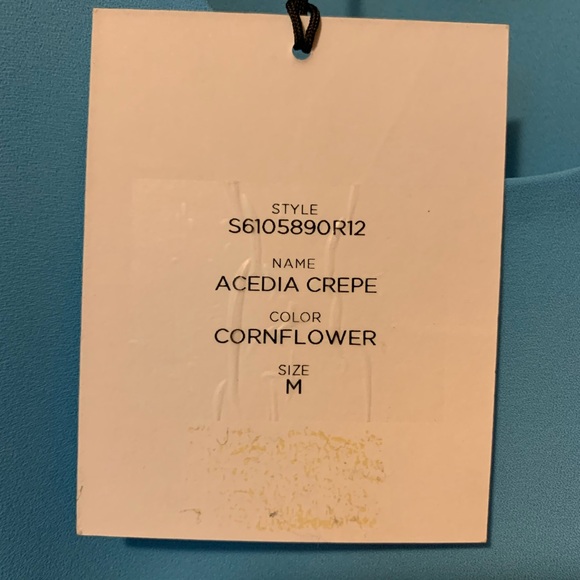 STYLE
S6105890R12
NAME
ACEDIA CREPE
COLOR
CORNFLOWER
SIZE
M